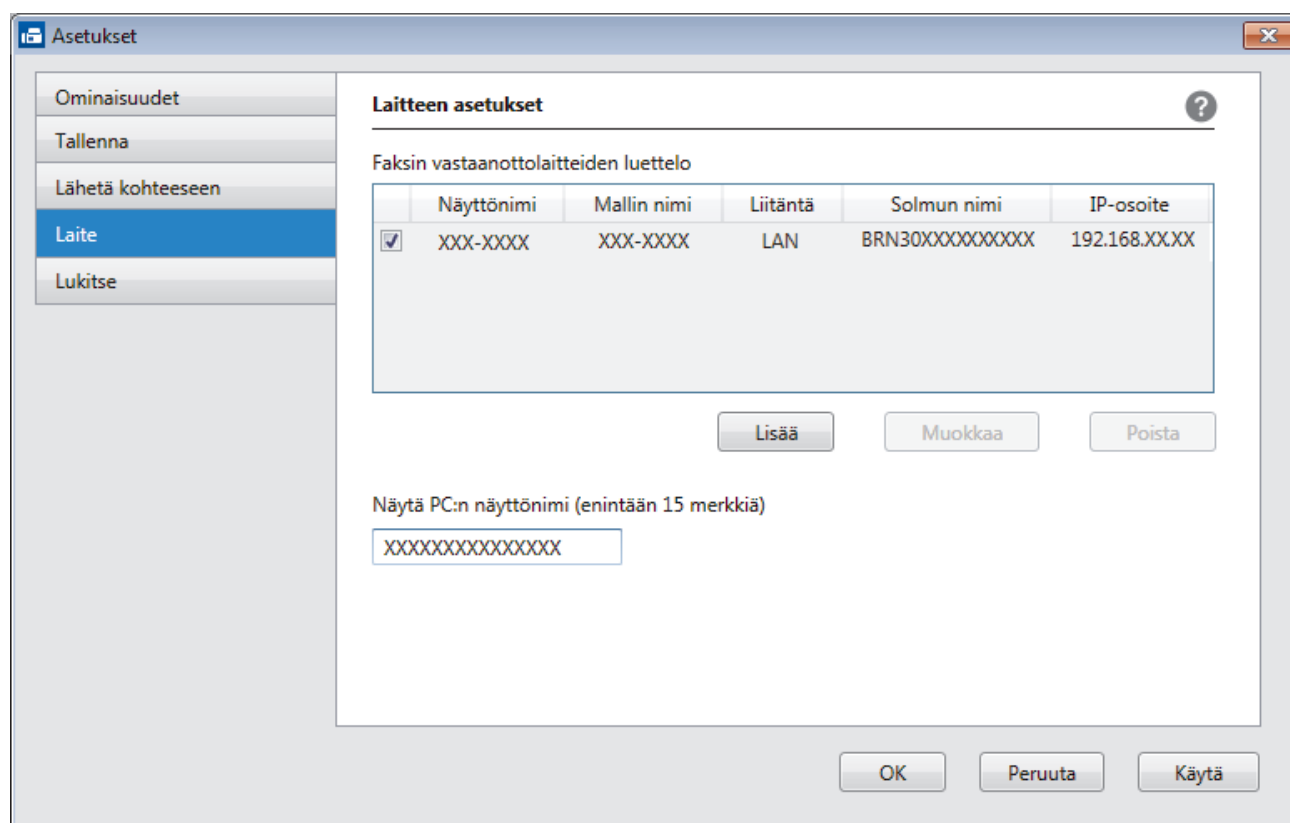 Asetukset
Ominaisuudet
Tallenna
Lähetä kohteeseen
Laite
Lukitse
Laitteen asetukset
?
Faksin vastaanottolaitteiden luettelo
Näyttönimi Mallin nimi Liitäntä Solmun nimi IP-osoite
XXX-XXXX XXX-XXXX LAN BRN30XXXXXXXXXX 192.168.XX.XX
Lisää Muokkaa Poista
Näytä PC:n näyttönimi (enintään 15 merkkiä)
XXXXXXXXXXXXXXX
OK Peruuta Käytä